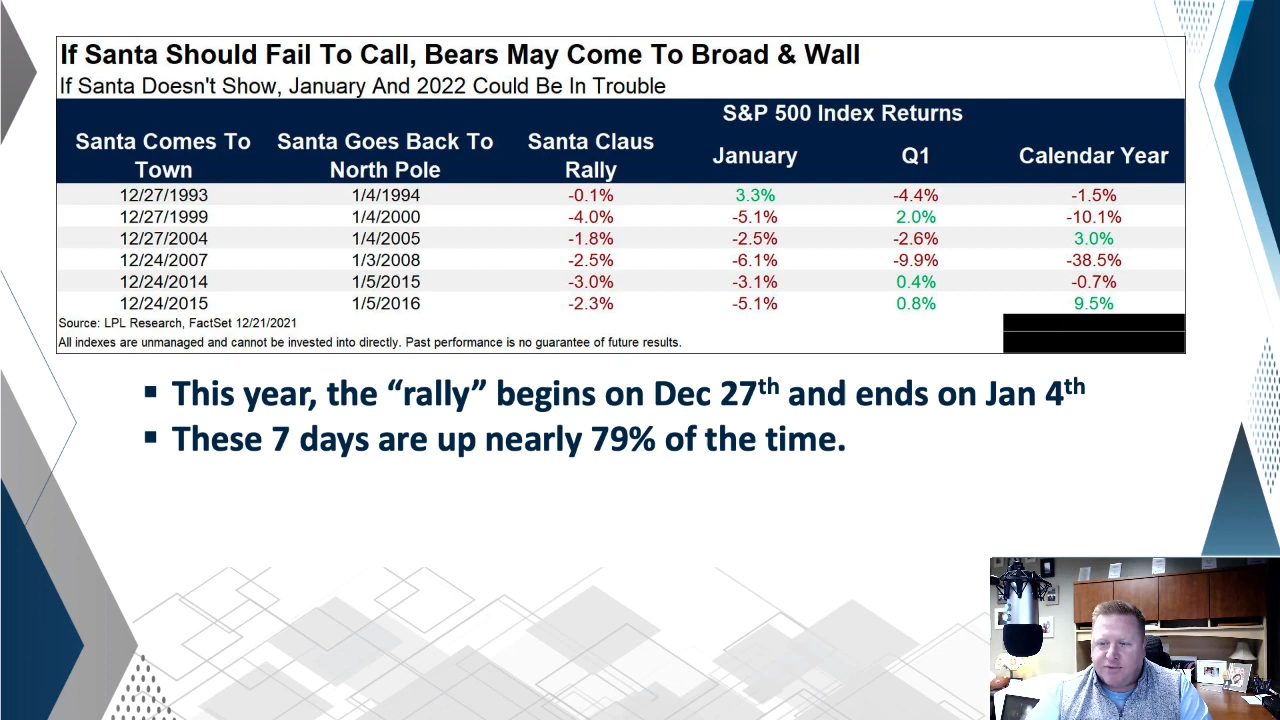 If Santa Should Fail To Call, Bears May Come To Broad & Wall
If Santa Doesn't Show, January And 2022 Could Be In Trouble
S&P 500 Index Returns
Santa Comes To Town Santa Goes Back To North Pole Santa Claus Rally January Q1 Calendar Year
12/27/1993 1/4/1994 -0.1% 3.3% -4.4% -1.5%
12/27/1999 1/4/2000 -4.0% -5.1% 2.0% -10.1%
12/27/2004 1/4/2005 -1.8% -2.5% -2.6% 3.0%
12/24/2007 1/3/2008 -2.5% -6.1% -9.9% -38.5%
12/24/2014 1/5/2015 -3.0% -3.1% 0.4% -0.7%
12/24/2015 1/5/2016 -2.3% -5.1% 0.8% 9.5%
Source: LPL Research, FactSet 12/21/2021
All indexes are unmanaged and cannot be invested into directly. Past performance is no guarantee of future results.
▪ This year, the “rally” begins on Dec 27th and ends on Jan 4th
▪ These 7 days are up nearly 79% of the time.